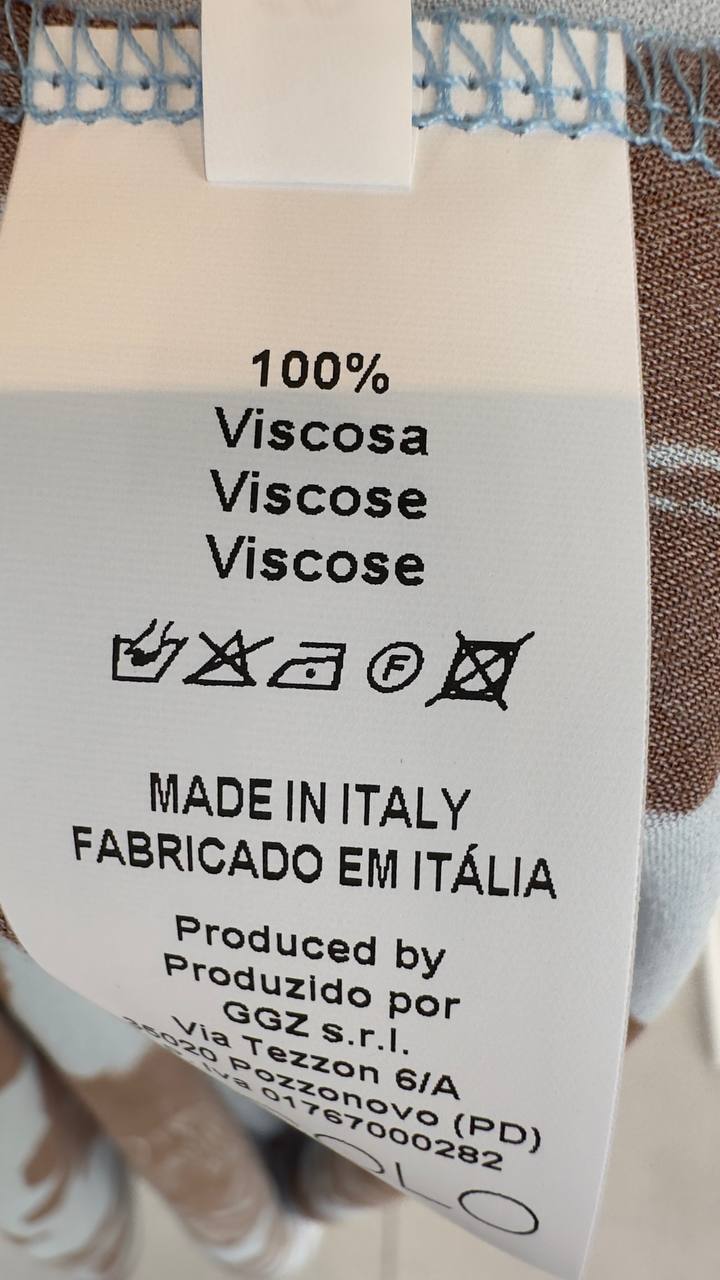 100%
Viscosa
Viscose
Viscose
F
MADE IN ITALY
FABRICADO EM ITÁLIA
Produced by
Produzido por
GGZ s.r.l.
Via Tezzon 6/A
35020 Pozzonovo (PD)
Iva 01767000282
OLO